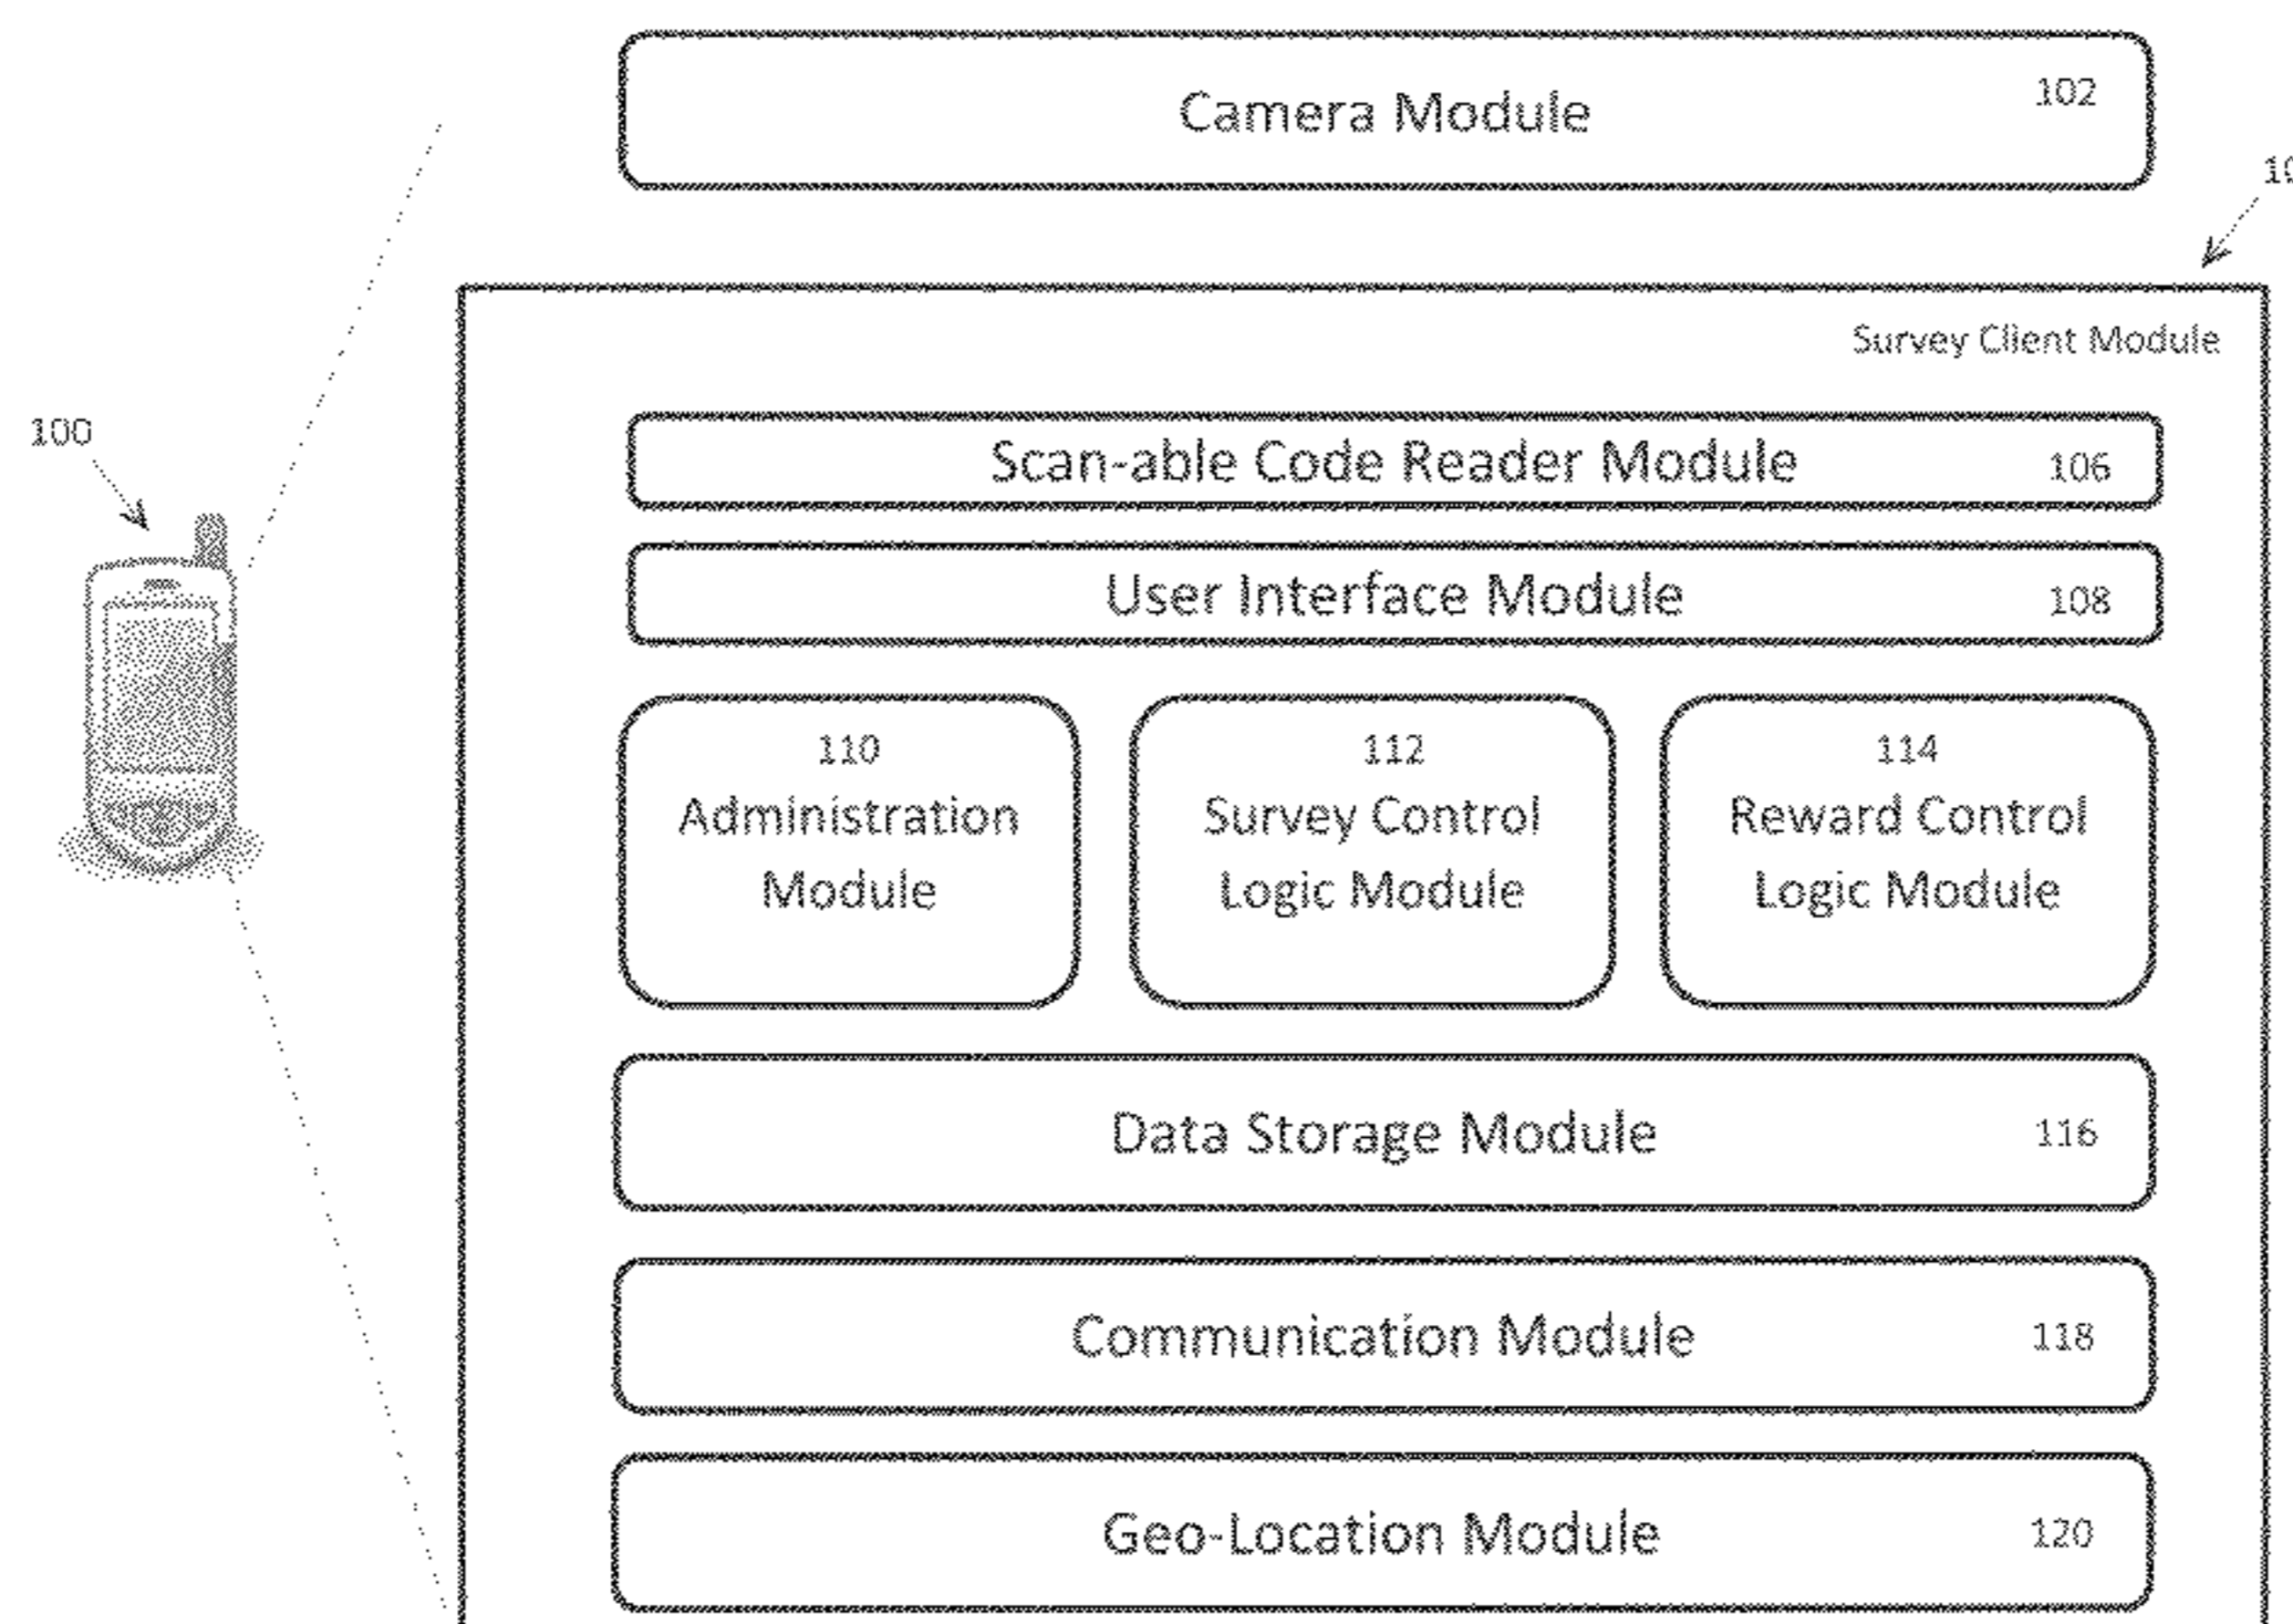 Camera Module 102
Survey Client Module
100
Scan-able Code Reader Module 106
User Interface Module 108
110
Administration
Module
112
Survey Control
Logic Module
114
Reward Control
Logic Module
Data Storage Module 116
Communication Module 118
Geo-Location Module 120